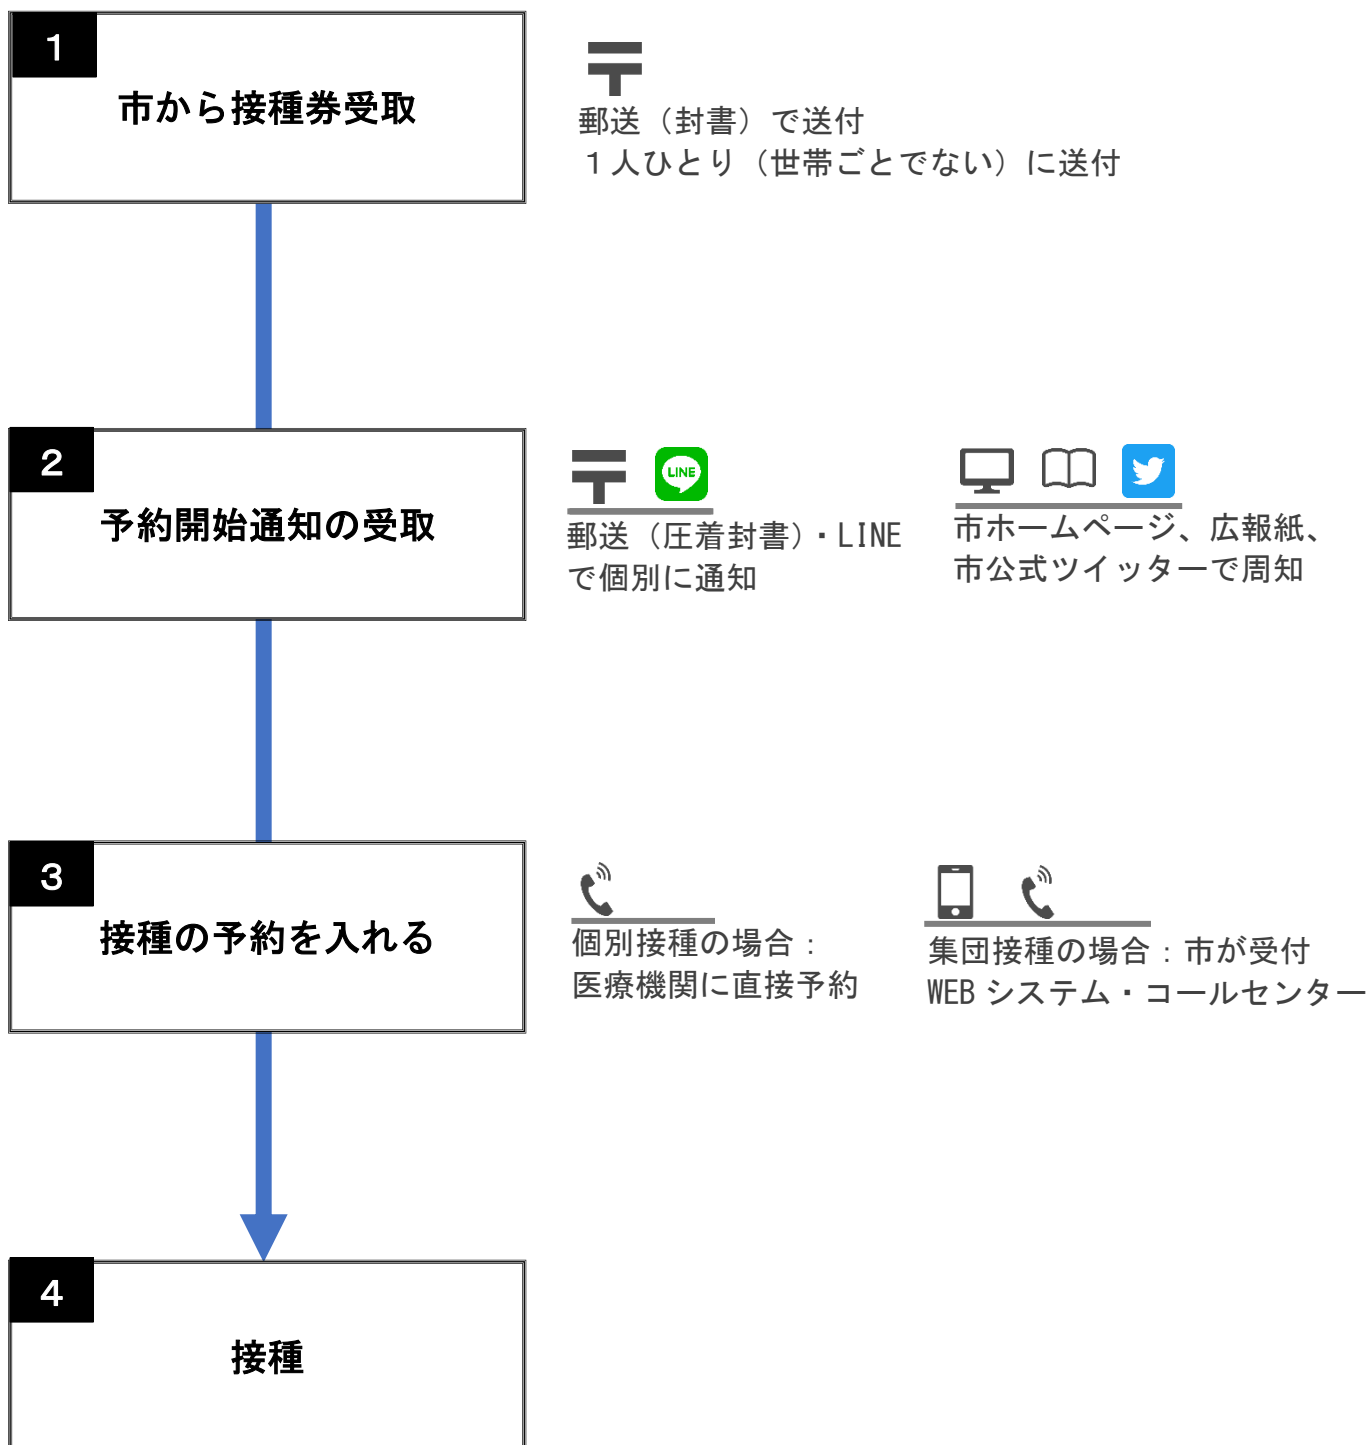 １
市から接種券受取
〒
郵送（封書）で送付
１人ひとり（世帯ごとでない）に送付
２
予約開始通知の受取
〒 LINE
郵送（圧着封書）・LINE
で個別に通知
市ホームページ、広報紙、
市公式ツイッターで周知
３
接種の予約を入れる
個別接種の場合：
医療機関に直接予約
集団接種の場合：市が受付
WEB システム・コールセンター
４
接種